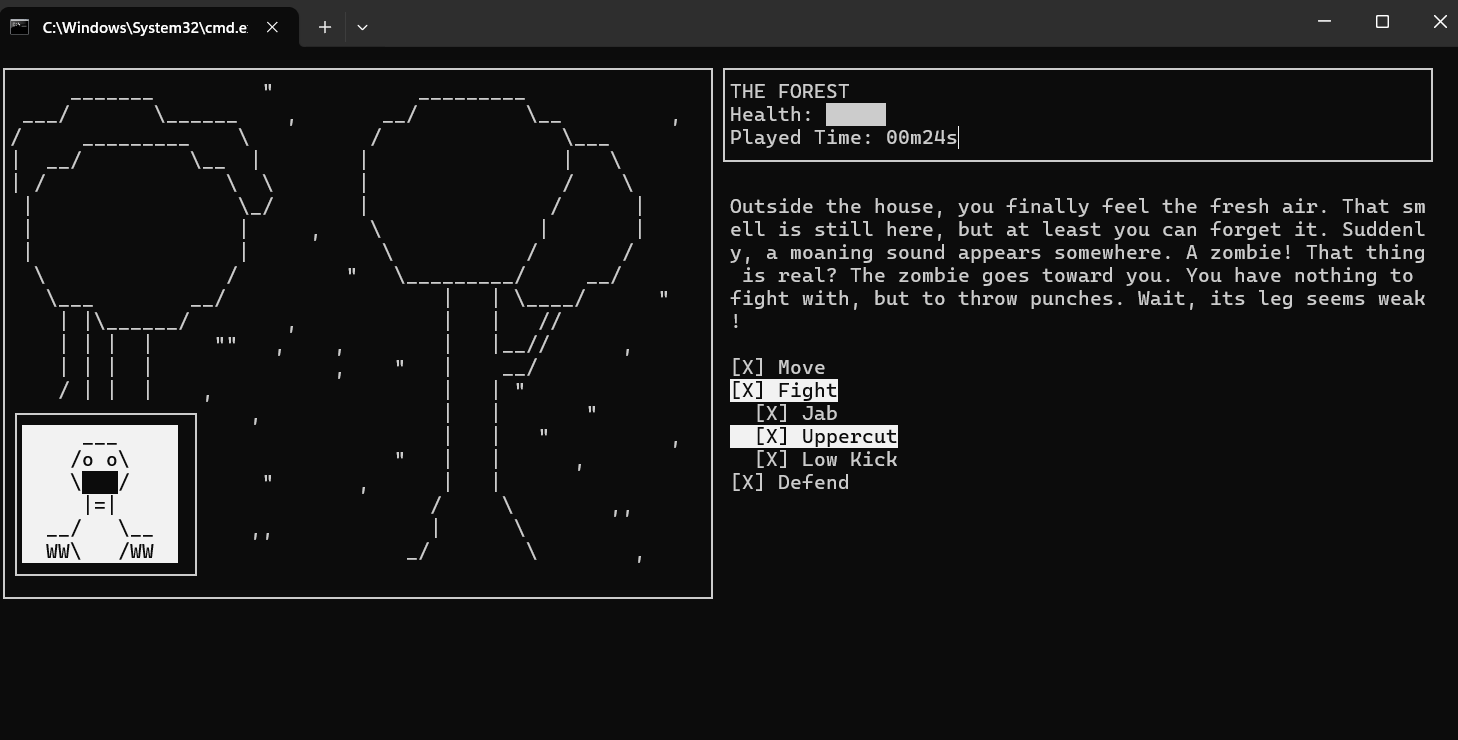 C:\Windows\System32\cmd.e
THE FOREST
Health:
Played Time: 00m24s
Outside the house, you finally feel the fresh air. That sm
ell is still here, but at least you can forget it. Suddenl
y, a moaning sound appears somewhere. A zombie! That thing
is real? The zombie goes toward you. You have nothing to
fight with, but to throw punches. Wait, its leg seems weak
!
[X] Move
[X] Fight
[X] Jab
[X] Uppercut
[X] Low Kick
[X] Defend